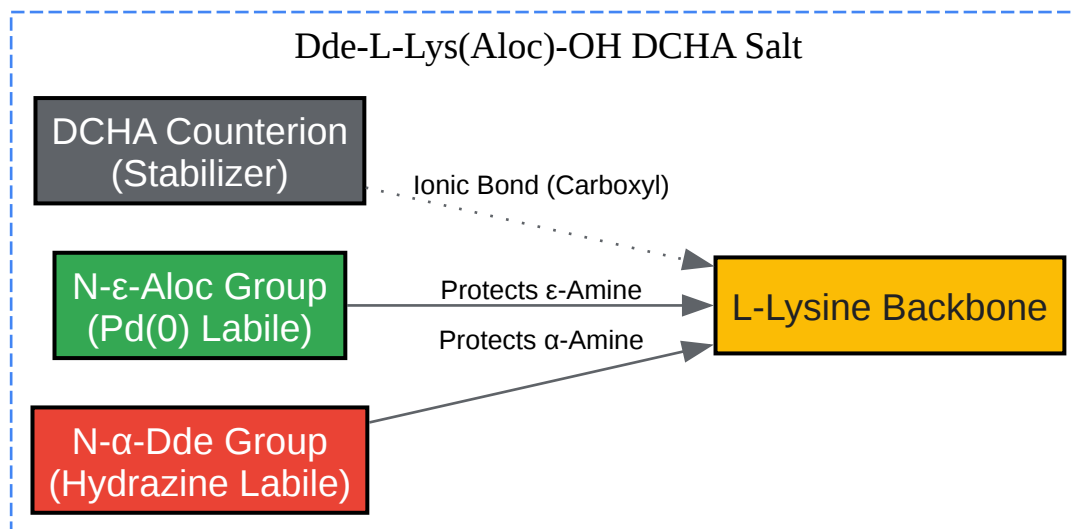 Dde-L-Lys(Aloc)-OH DCHA Salt
DCHA Counterion
(Stabilizer)
Ionic Bond (Carboxyl)
N-ε-Aloc Group
(Pd(0) Labile)
Protects ε-Amine
L-Lysine Backbone
Protects α-Amine
N-α-Dde Group
(Hydrazine Labile)